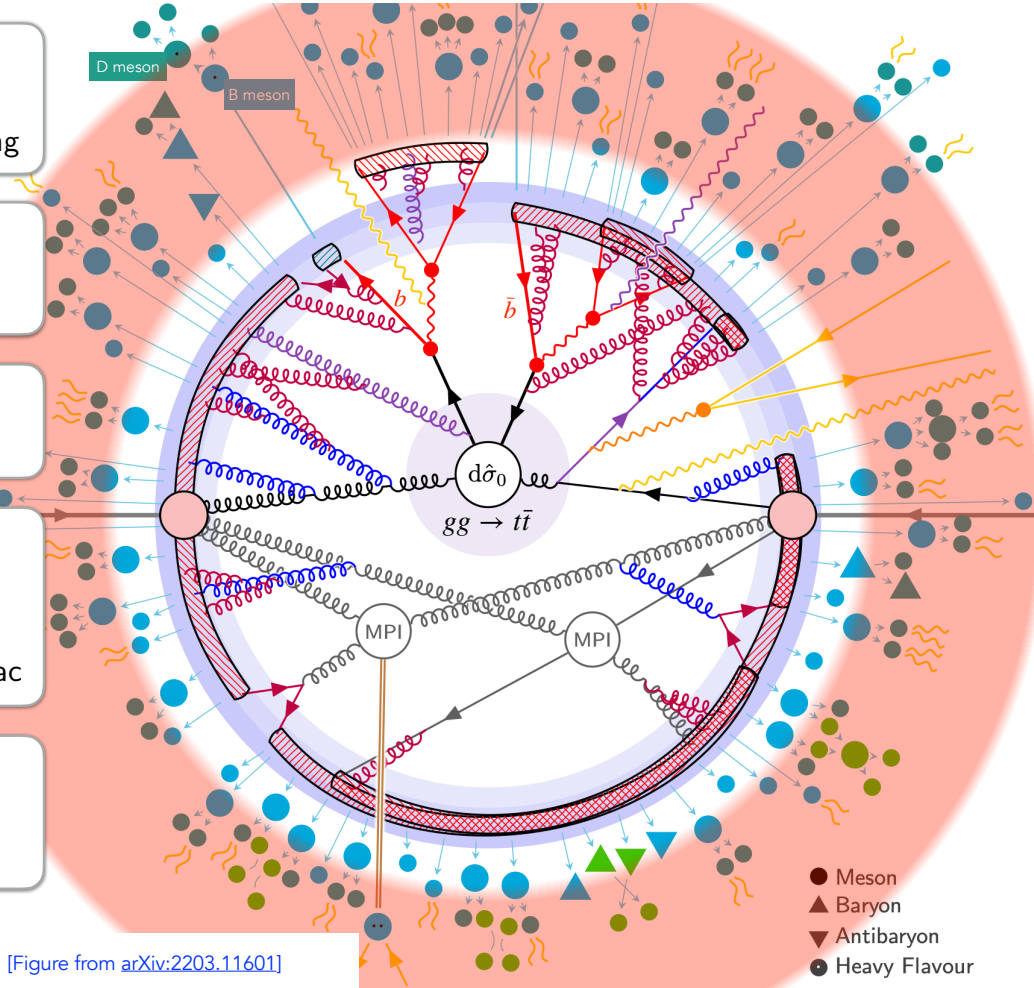 D meson
B meson
ng
b
b̄
dσ̂₀
gg → tt̄
MPI
MPI
ac
Meson
Baryon
Antibaryon
Heavy Flavour
[Figure from arXiv:2203.11601]